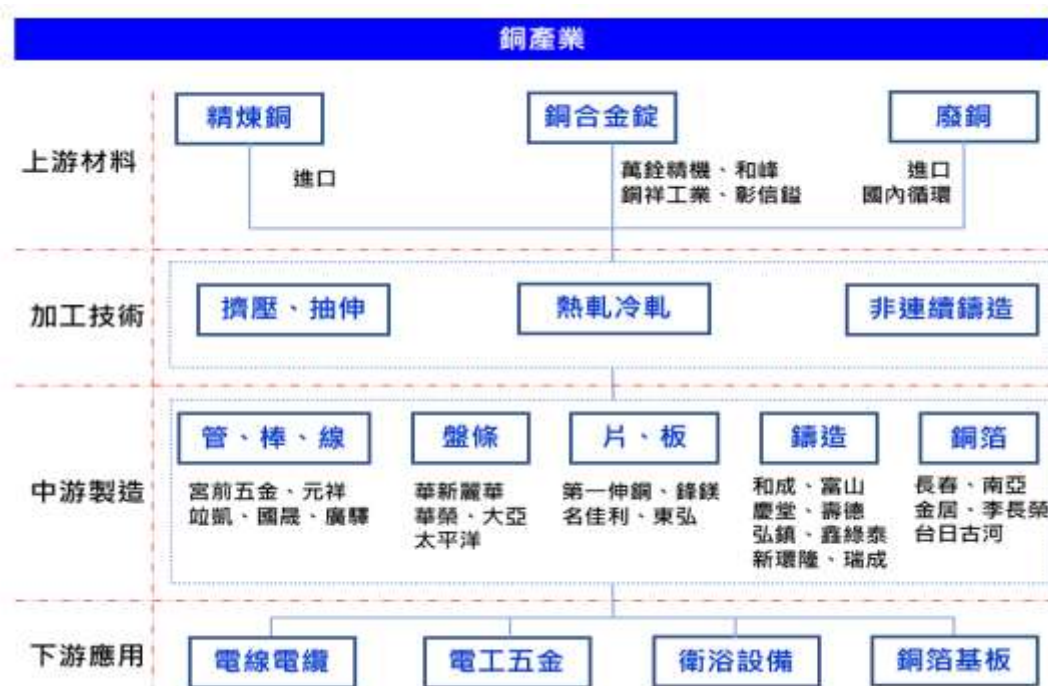 銅產業
上游材料
精煉銅
銅合金錠
廢銅
進口
萬銓精機、和峰
銅祥工業、彰信鎰
進口
國內循環
加工技術
擠壓、抽伸
熱軋冷軋
非連續鑄造
中游製造
管、棒、線
盤條
片、板
鑄造
銅箔
宮前五金、元祥
竝凱、國晟、廣驛
華新麗華
華榮、大亞
太平洋
第一伸銅、鋒鎂
名佳利、東弘
和成、富山
慶堂、壽德
弘鎮、鑫綠泰
新環隆、瑞成
長春、南亞
金居、李長榮
台日古河
下游應用
電線電纜
電工五金
衛浴設備
銅箔基板